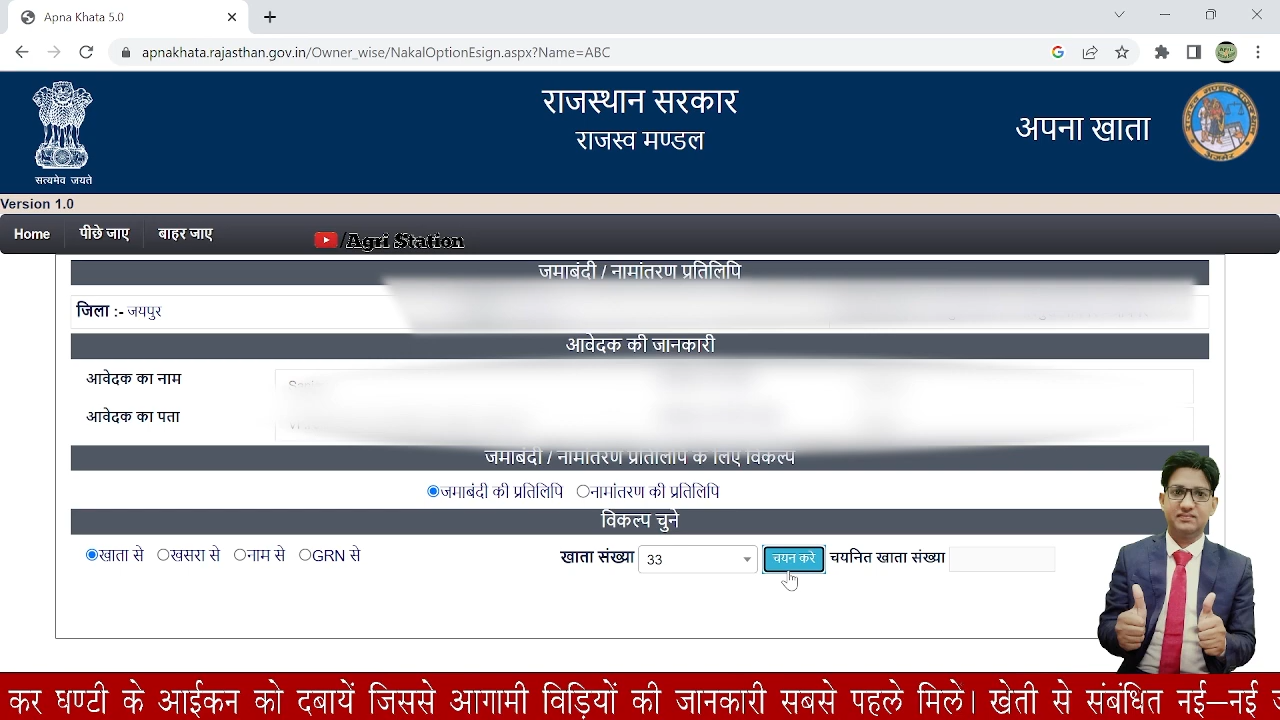 Apna Khata 5.0
apnakhata.rajasthan.gov.in/Owner_wise/NakalOptionEsign.aspx?Name=ABC
राजस्थान सरकार
राजस्व मण्डल
अपना खाता
सत्यमेव जयते
Version 1.0
Home पीछे जाए बाहर जाए
/Agri Station
जमाबंदी / नामांतरण प्रतिलिपि
जिला :- जयपुर
आवेदक की जानकारी
आवेदक का नाम
आवेदक का पता
जमाबंदी / नामांतरण प्रतिलिपि के लिए विकल्प
जमाबंदी की प्रतिलिपि नामांतरण की प्रतिलिपि
विकल्प चुने
खाता से खसरा से नाम से GRN से खाता संख्या 33 चयन करे चयनित खाता संख्या
कर घण्टी के आईकन को दबायें जिससे आगामी विड़ियों की जानकारी सबसे पहले मिले। खेती से संबंधित नई–नई